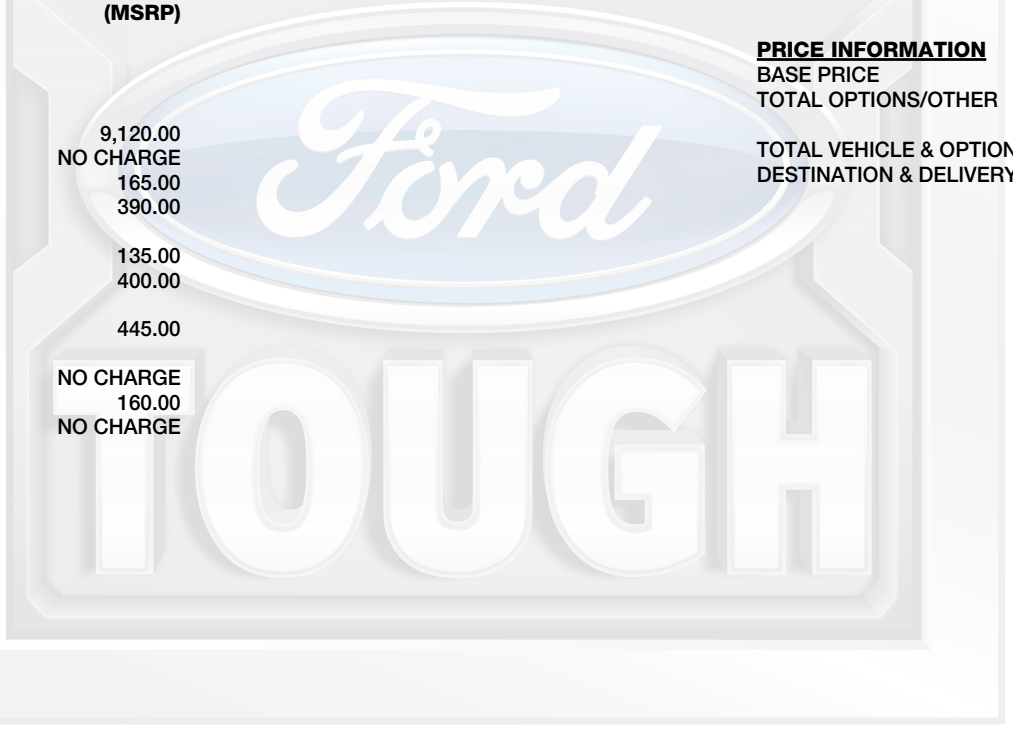 (MSRP)
9,120.00
NO CHARGE
165.00
390.00
135.00
400.00
445.00
NO CHARGE
160.00
NO CHARGE
PRICE INFORMATION
BASE PRICE
TOTAL OPTIONS/OTHER
TOTAL VEHICLE & OPTION
DESTINATION & DELIVERY
Ford
TOUGH